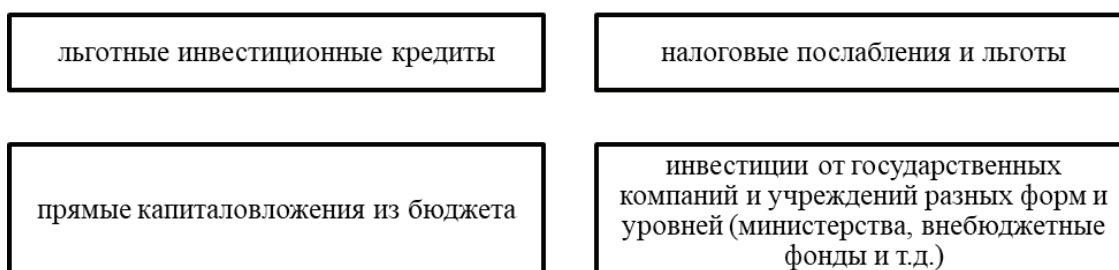 льготные инвестиционные кредиты
налоговые послабления и льготы
прямые капиталовложения из бюджета
инвестиции от государственных
компаний и учреждений разных форм и
уровней (министерства, внебюджетные
фонды и т.д.)